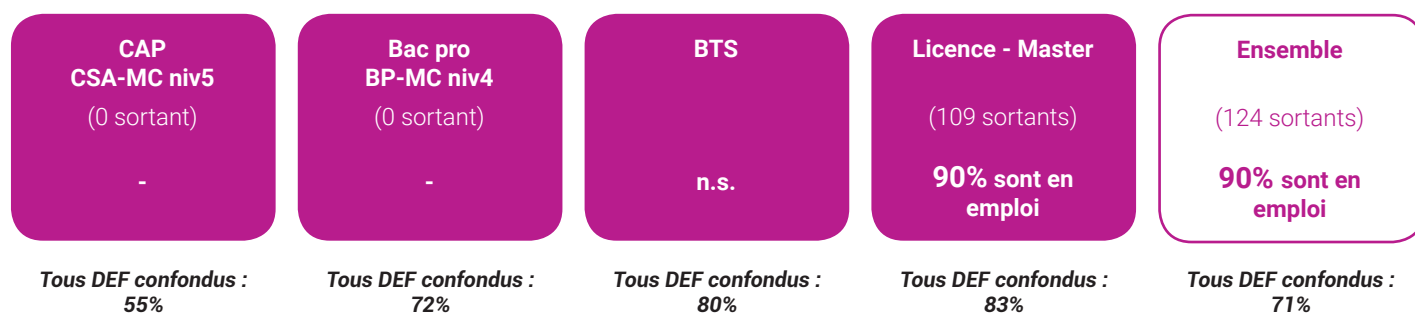 CAP
CSA-MC niv5
(0 sortant)
-
Tous DEF confondus :
55%
Bac pro
BP-MC niv4
(0 sortant)
-
Tous DEF confondus :
72%
BTS
n.s.
Tous DEF confondus :
80%
Licence - Master
(109 sortants)
90% sont en
emploi
Tous DEF confondus :
83%
Ensemble
(124 sortants)
90% sont en
emploi
Tous DEF confondus :
71%